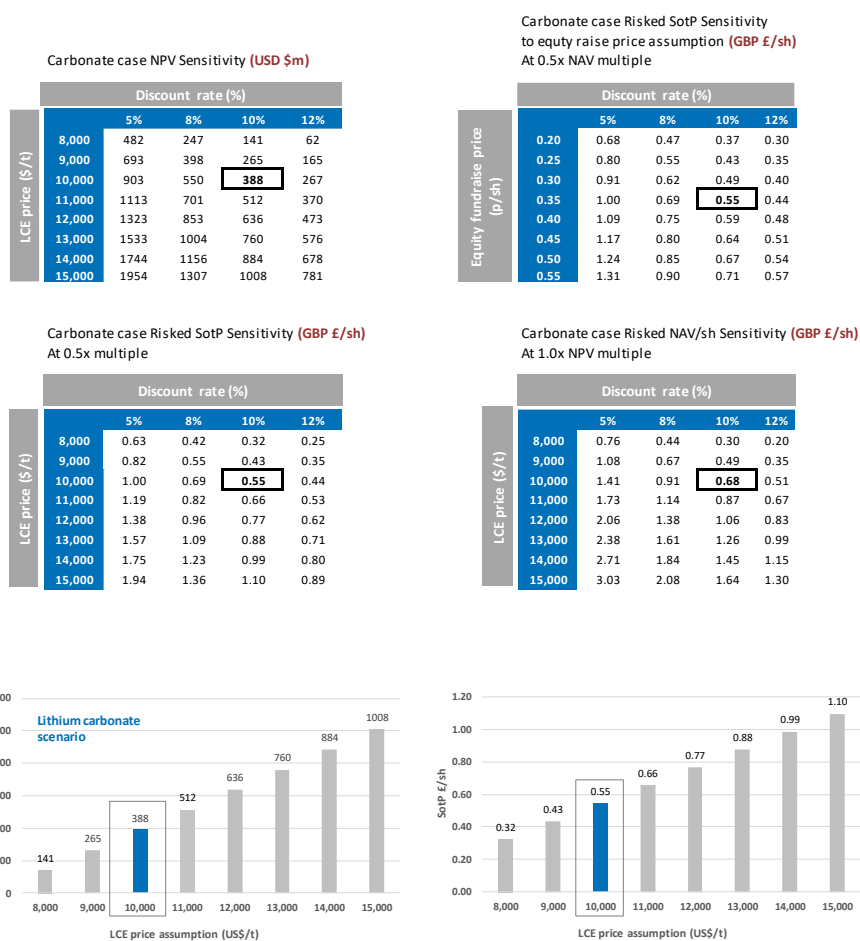 Carbonate case NPV Sensitivity (USD $m)
Discount rate (%)
LCE price ($/t)
5% 8% 10% 12%
8,000 482 247 141 62
9,000 693 398 265 165
10,000 903 550 388 267
11,000 1113 701 512 370
12,000 1323 853 636 473
13,000 1533 1004 760 576
14,000 1744 1156 884 678
15,000 1954 1307 1008 781
Carbonate case Risked SotP Sensitivity
to equty raise price assumption (GBP £/sh)
At 0.5x NAV multiple
Discount rate (%)
Equity fundraise price
(p/sh)
5% 8% 10% 12%
0.20 0.68 0.47 0.37 0.30
0.25 0.80 0.55 0.43 0.35
0.30 0.91 0.62 0.49 0.40
0.35 1.00 0.69 0.55 0.44
0.40 1.09 0.75 0.59 0.48
0.45 1.17 0.80 0.64 0.51
0.50 1.24 0.85 0.67 0.54
0.55 1.31 0.90 0.71 0.57
Carbonate case Risked SotP Sensitivity (GBP £/sh)
At 0.5x multiple
Discount rate (%)
LCE price ($/t)
5% 8% 10% 12%
8,000 0.63 0.42 0.32 0.25
9,000 0.82 0.55 0.43 0.35
10,000 1.00 0.69 0.55 0.44
11,000 1.19 0.82 0.66 0.53
12,000 1.38 0.96 0.77 0.62
13,000 1.57 1.09 0.88 0.71
14,000 1.75 1.23 0.99 0.80
15,000 1.94 1.36 1.10 0.89
Carbonate case Risked NAV/sh Sensitivity (GBP £/sh)
At 1.0x NPV multiple
Discount rate (%)
LCE price ($/t)
5% 8% 10% 12%
8,000 0.76 0.44 0.30 0.20
9,000 1.08 0.67 0.49 0.35
10,000 1.41 0.91 0.68 0.51
11,000 1.73 1.14 0.87 0.67
12,000 2.06 1.38 1.06 0.83
13,000 2.38 1.61 1.26 0.99
14,000 2.71 1.84 1.45 1.15
15,000 3.03 2.08 1.64 1.30
Lithium carbonate
scenario
141 265 388 512 636 760 884 1008
0
8,000 9,000 10,000 11,000 12,000 13,000 14,000 15,000
LCE price assumption (US$/t)
SotP £/sh
1.20
1.00
0.80
0.60
0.40
0.20
0.00
0.32 0.43 0.55 0.66 0.77 0.88 0.99 1.10
8,000 9,000 10,000 11,000 12,000 13,000 14,000 15,000
LCE price assumption (US$/t)